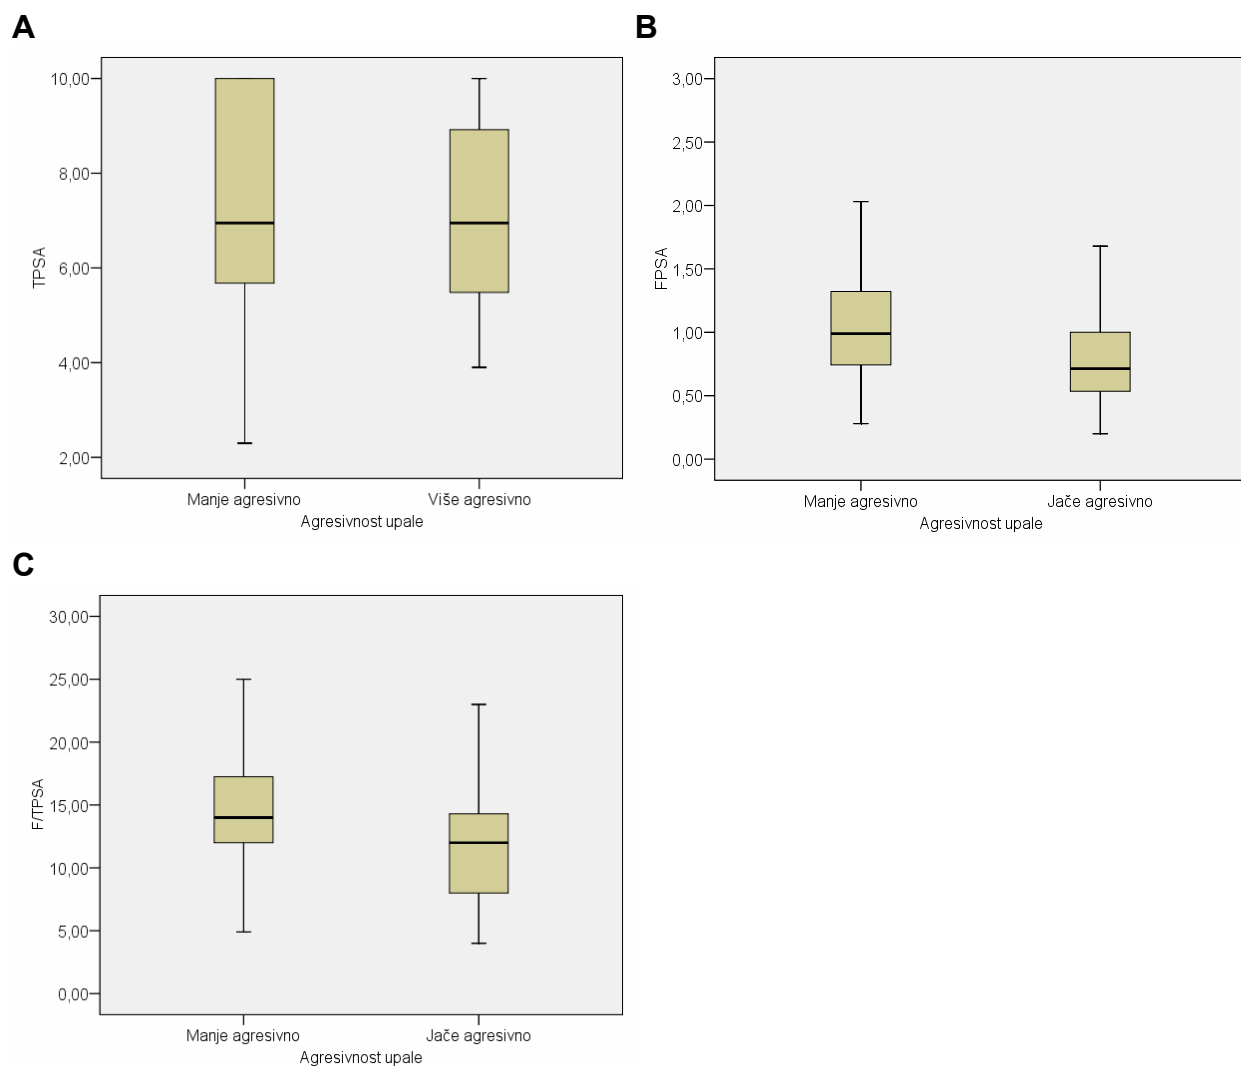 A
10,00
8,00
6,00
4,00
2,00
TPSA
Manje agresivno Više agresivno
Agresivnost upale
B
3,00
2,50
2,00
1,50
1,00
0,50
0,00
FPSA
Manje agresivno Jače agresivno
Agresivnost upale
C
30,00
25,00
20,00
15,00
10,00
5,00
0,00
F/TPSA
Manje agresivno Jače agresivno
Agresivnost upale